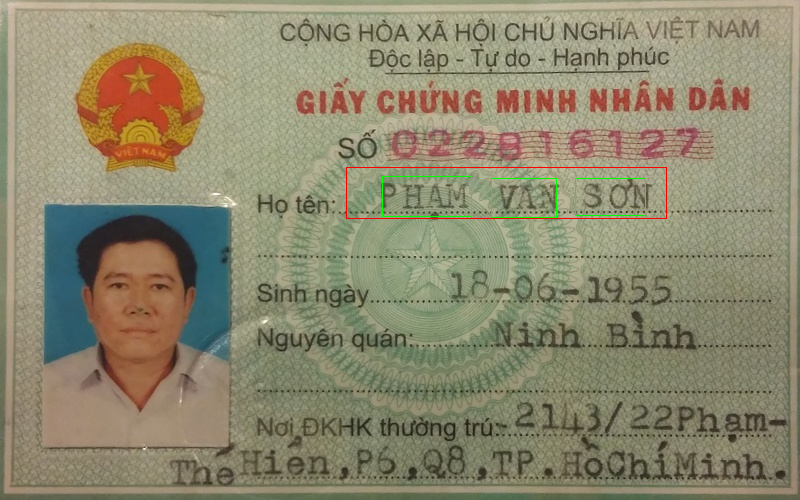 CỘNG HÒA XÃ HỘI CHỦ NGHĨA VIỆT NAM
Độc lập - Tự do - Hạnh phúc
GIẤY CHỨNG MINH NHÂN DÂN
VIỆT NAM
SỐ 022816127
Họ tên: PHẠM VĂN SƠN
Sinh ngày 18-06-1955
Nguyên quán: Ninh Bình
Nơi ĐKHK thường trú: 2143/22Phạm-
Thế Hiển,P6,Q8,TP.HồChíMinh.